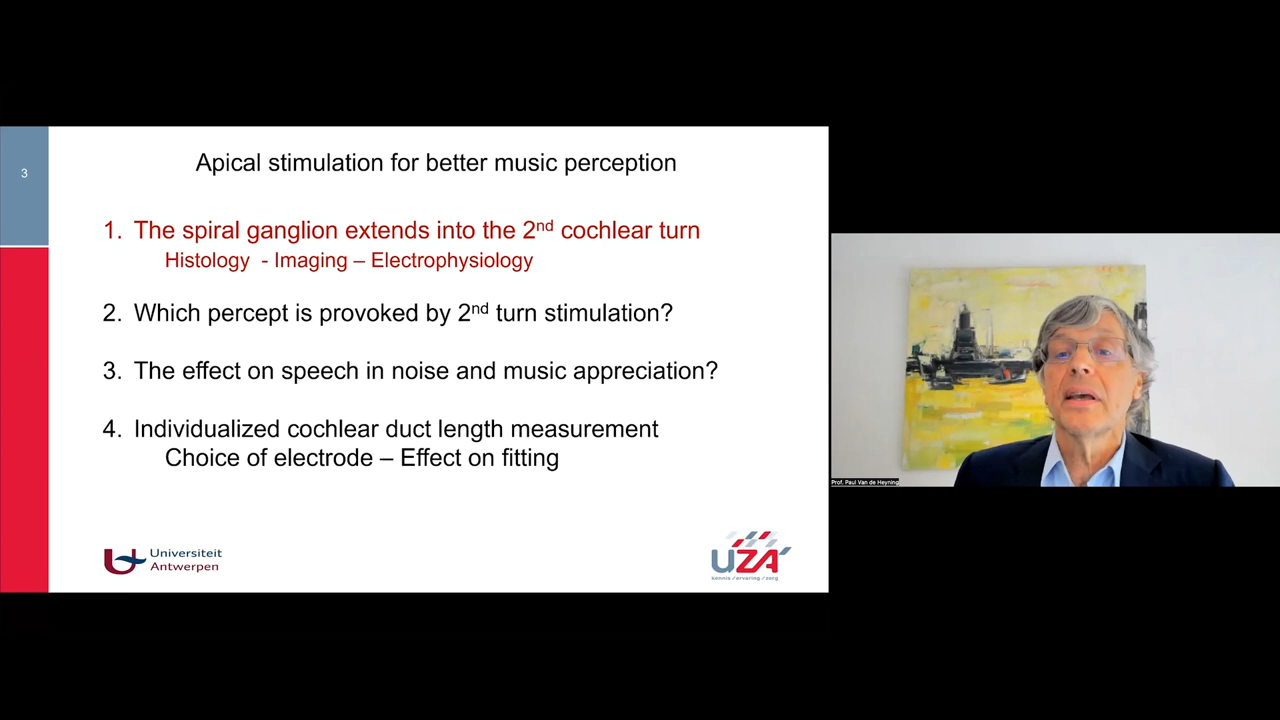 3
Apical stimulation for better music perception
1. The spiral ganglion extends into the 2nd cochlear turn
Histology - Imaging – Electrophysiology
2. Which percept is provoked by 2nd turn stimulation?
3. The effect on speech in noise and music appreciation?
4. Individualized cochlear duct length measurement
Choice of electrode – Effect on fitting
Universiteit
Antwerpen
UZA
kennis / ervaring / zorg
Prof. Paul Van de Heyning